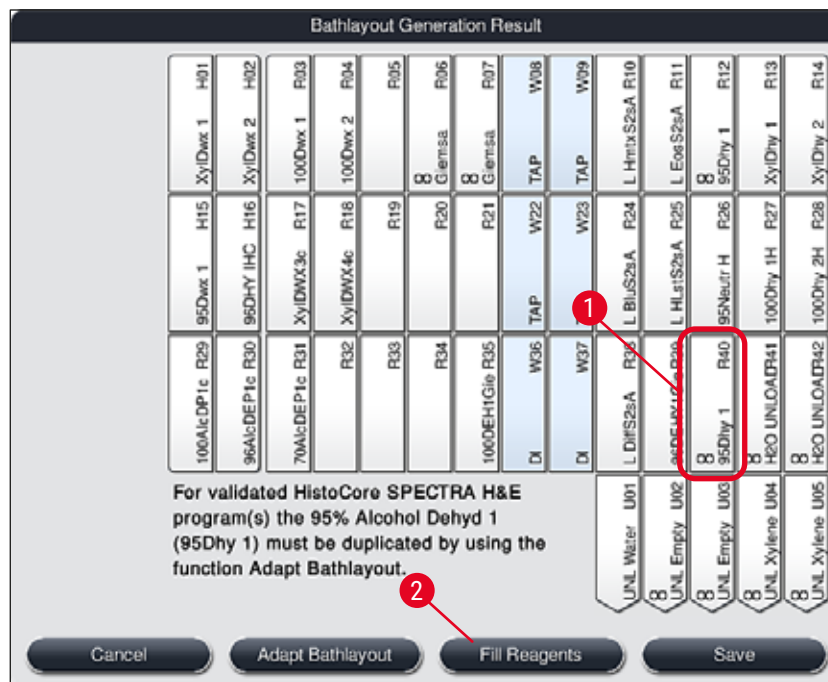 Bathlayout Generation Result
XylDwx 1 H01
XylDwx 2 H02
100Dwx 1 R03
100Dwx 2 R04
R05
∞ Giemsa R06
∞ Giemsa R07
TAP W08
TAP W09
L HmtxS2sA R10
L EosS2sA R11
∞ 95Dhy 1 R12
XylDhy 1 R13
XylDhy 2 R14
95Dwx 1 H15
96DHY IHC H16
XylDWX3c R17
XylDWX4c R18
R19
R20
R21
TAP W22
W23
L BluS2sA R24
L HLstS2sA R25
95Neutr H R26
100Dhy 1H R27
100Dhy 2H R28
1
100AlcDP1c R29
96AlcDEP1c R30
70AlcDEP1c R31
R32
R33
R34
100DEH1Gie R35
DI W36
DI W37
L DiffS2sA R38
R39
∞ 95Dhy 1 R40
∞ H2O UNLOAD R41
∞ H2O UNLOAD R42
UNL Water U01
∞ UNL Empty U02
∞ UNL Empty U03
∞ UNL Xylene U04
∞ UNL Xylene U05
For validated HistoCore SPECTRA H&E
program(s) the 95% Alcohol Dehyd 1
(95Dhy 1) must be duplicated by using the
function Adapt Bathlayout.
2
Cancel
Adapt Bathlayout
Fill Reagents
Save